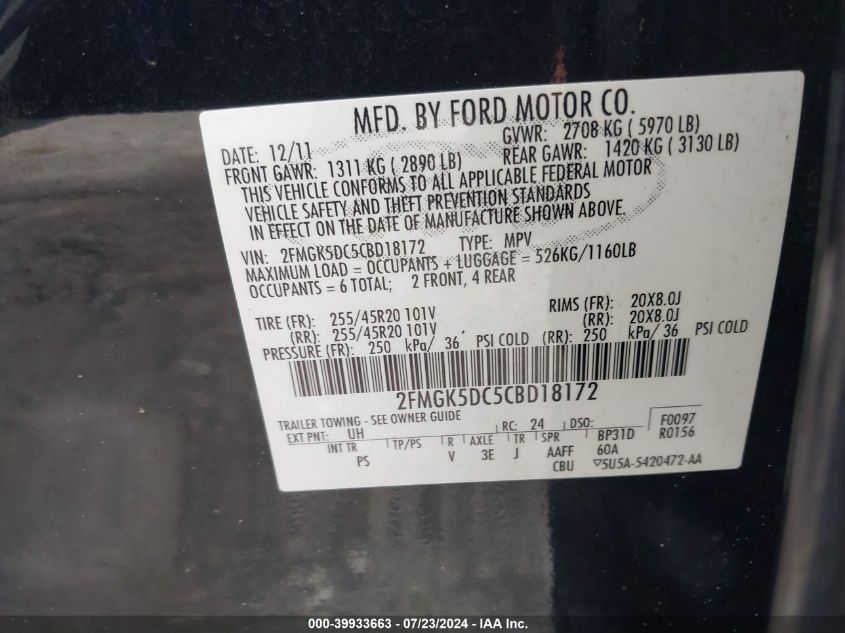 MFD. BY FORD MOTOR CO.
DATE: 12/11 GVWR: 2708 KG ( 5970 LB)
FRONT GAWR: 1311 KG ( 2890 LB) REAR GAWR: 1420 KG ( 3130 LB)
THIS VEHICLE CONFORMS TO ALL APPLICABLE FEDERAL MOTOR
VEHICLE SAFETY AND THEFT PREVENTION STANDARDS
IN EFFECT ON THE DATE OF MANUFACTURE SHOWN ABOVE.
VIN: 2FMGK5DC5CBD18172 TYPE: MPV
MAXIMUM LOAD = OCCUPANTS + LUGGAGE = 526KG/1160LB
OCCUPANTS = 6 TOTAL; 2 FRONT, 4 REAR
TIRE (FR): 255/45R20 101V RIMS (FR): 20X8.0J
(RR): 255/45R20 101V (RR): 20X8.0J
PRESSURE (FR): 250 kPa/ 36 PSI COLD (RR): 250 kPa/ 36 PSI COLD
2FMGK5DC5CBD18172
TRAILER TOWING - SEE OWNER GUIDE
EXT PNT: UH RC: 24 DSO: F0097
INT TR TP/PS R AXLE TR SPR BP31D R0156
PS V 3E J AAFF 60A
CBU 5U5A-5420472-AA
000-39933663 - 07/23/2024 - IAA Inc.